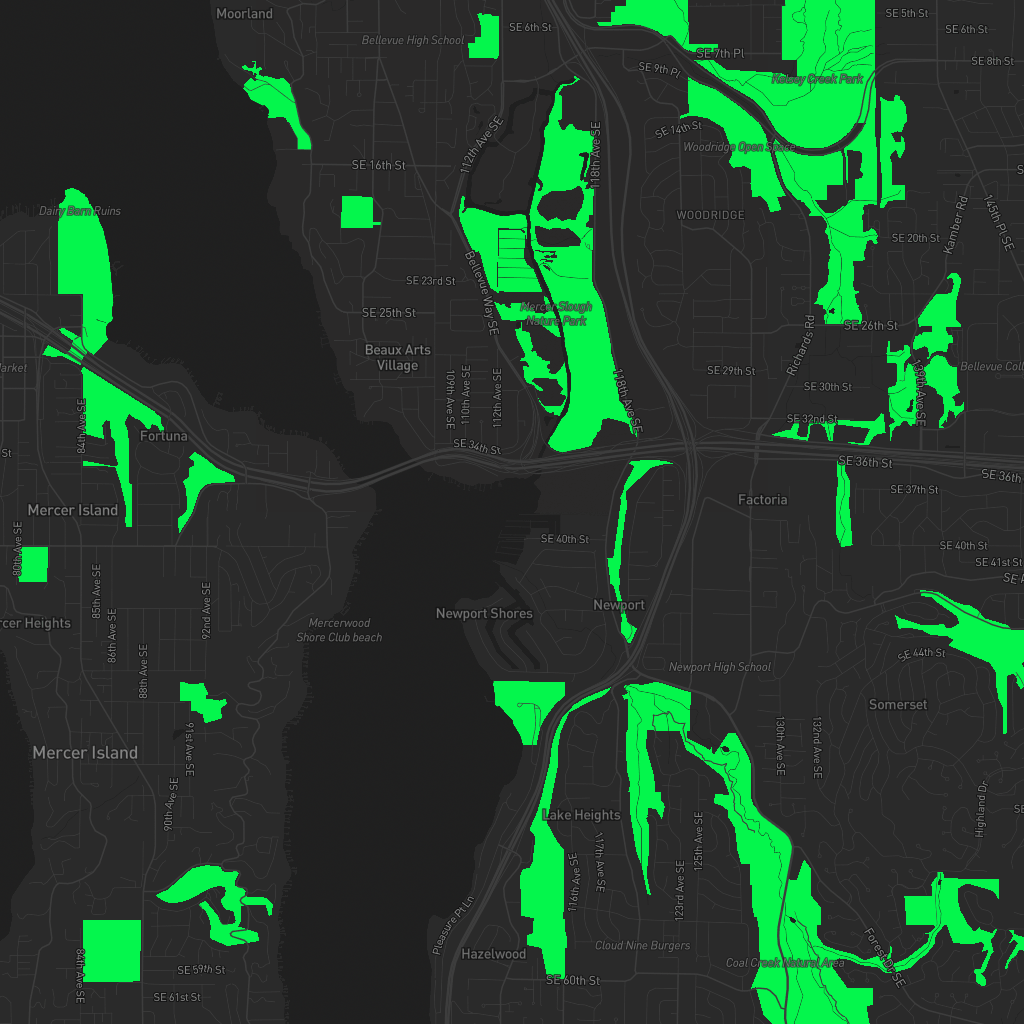 Moorland
SE 6th St
SE 5th St
SE 6th St
Bellevue High School
SE 7th Pl
SE 8th St
SE 9th Pl
Kelsey Creek Park
SE 14th St
Woodridge Open Space
112th Ave SE
118th Ave SE
SE 16th St
Dairy Barn Ruins
WOODRIDGE
Kamber Rd
145th Pl SE
SE 20th St
SE 23rd St
Bellevue Way SE
Mercer Slough
Nature Park
SE 25th St
SE 26th St
Richards Rd
Beaux Arts
Village
109th Ave SE
110th Ave SE
112th Ave SE
118th Ave SE
SE 29th St
SE 30th St
139th Ave SE
SE 32nd St
84th Ave SE
Fortuna
SE 34th St
SE 36th St
SE 36th
SE 37th St
Factoria
Mercer Island
80th Ave SE
SE 40th St
SE 40th St
SE 41st St
85th Ave SE
86th Ave SE
88th Ave SE
92nd Ave SE
Newport Shores
Newport
Mercerwood
Shore Club beach
SE 44th St
Newport High School
Somerset
91st Ave SE
130th Ave SE
132nd Ave SE
Mercer Island
90th Ave SE
Highland Dr
Lake Heights
116th Ave SE
117th Ave SE
123rd Ave SE
125th Ave SE
Pleasure Pt Ln
Cloud Nine Burgers
Forest Dr SE
Hazelwood
Coal Creek Natural Area
84th Ave SE
SE 59th St
SE 60th St
SE 61st St